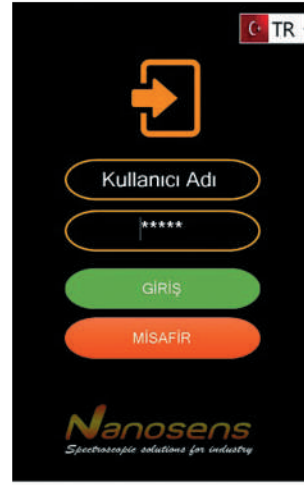 TR
Kullanıcı Adı
*****
GİRİŞ
MİSAFİR
Nanosens
Spectroscopic solutions for industry